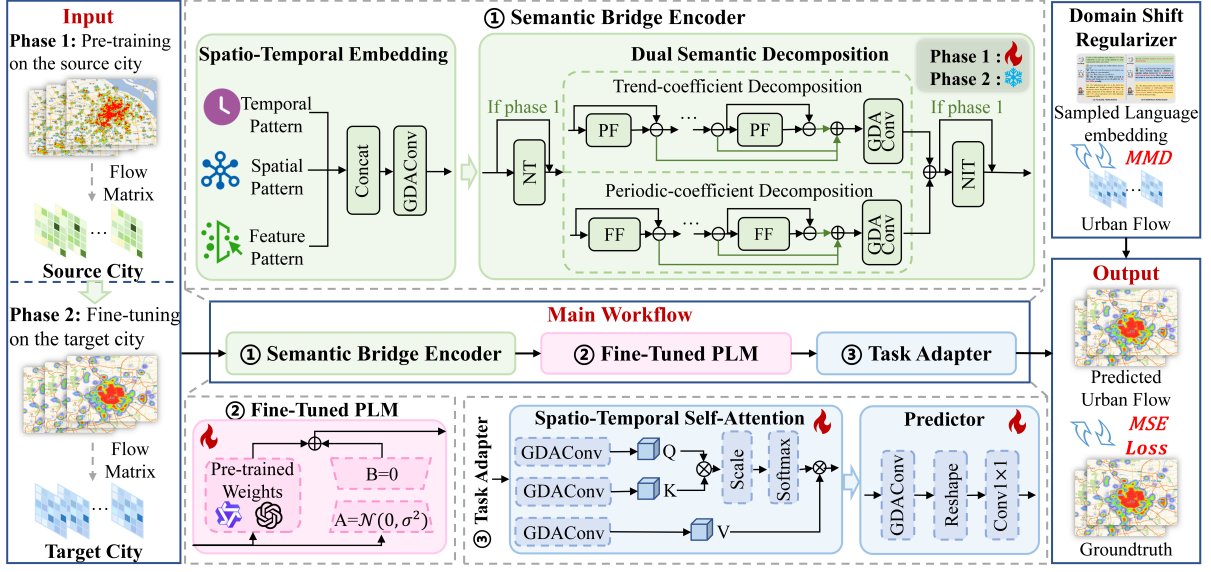 Input
Phase 1: Pre-training
on the source city
Flow
Matrix
...
Source City
Phase 2: Fine-tuning
on the target city
Flow
Matrix
...
Target City
① Semantic Bridge Encoder
Spatio-Temporal Embedding
Temporal
Pattern
Spatial
Pattern
Feature
Pattern
Concat
GDAConv
Dual Semantic Decomposition
Phase 1 :
Phase 2 :
If phase 1
NT
Trend-coefficient Decomposition
PF
...
PF
GDA
Conv
Periodic-coefficient Decomposition
FF
...
FF
GDA
Conv
If phase 1
NIT
Domain Shift
Regularizer
Sampled Language
embedding
MMD
...
Urban Flow
Main Workflow
① Semantic Bridge Encoder
② Fine-Tuned PLM
③ Task Adapter
② Fine-Tuned PLM
Pre-trained
Weights
B=0
A=𝒩(0, σ²)
③ Task Adapter
Spatio-Temporal Self-Attention
GDAConv
Q
GDAConv
K
GDAConv
V
Scale
Softmax
Predictor
GDAConv
Reshape
Conv 1×1
Output
Predicted
Urban Flow
MSE
Loss
Groundtruth